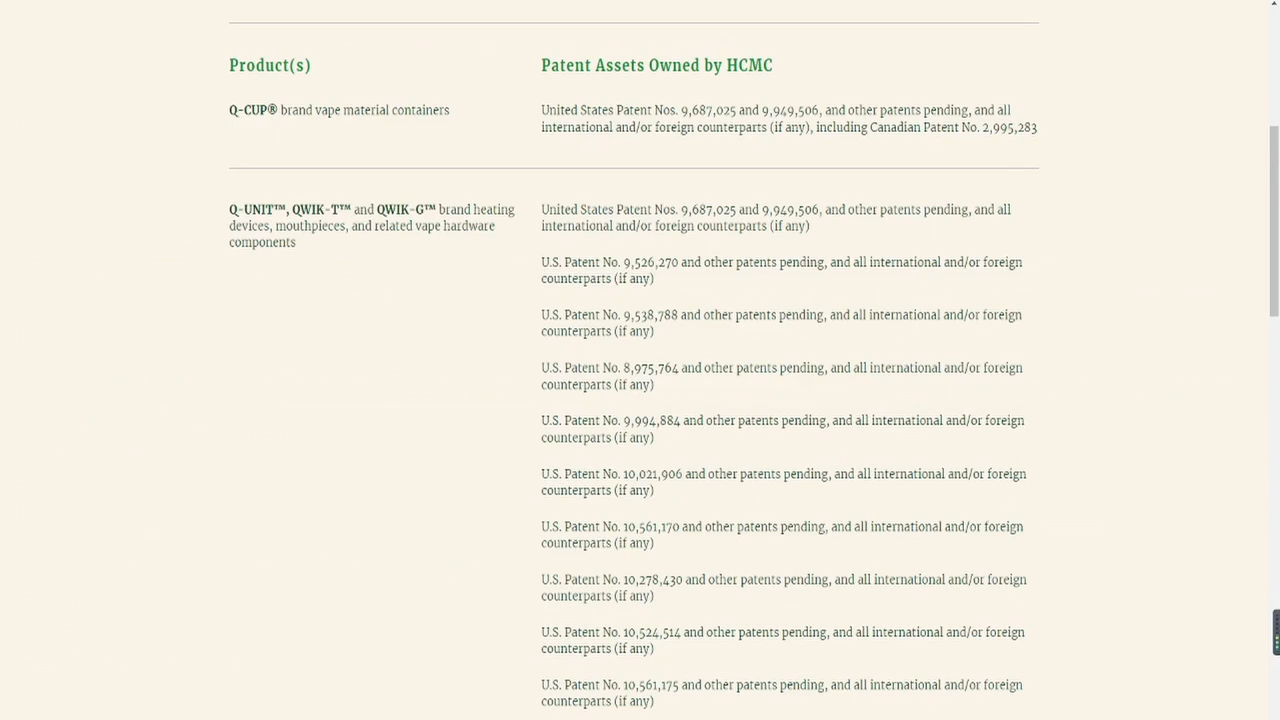 Product(s)
Patent Assets Owned by HCMC
Q-CUP® brand vape material containers
United States Patent Nos. 9,687,025 and 9,949,506, and other patents pending, and all
international and/or foreign counterparts (if any), including Canadian Patent No. 2,995,283
Q-UNIT™, QWIK-T™ and QWIK-G™ brand heating
devices, mouthpieces, and related vape hardware
components
United States Patent Nos. 9,687,025 and 9,949,506, and other patents pending, and all
international and/or foreign counterparts (if any)
U.S. Patent No. 9,526,270 and other patents pending, and all international and/or foreign
counterparts (if any)
U.S. Patent No. 9,538,788 and other patents pending, and all international and/or foreign
counterparts (if any)
U.S. Patent No. 8,975,764 and other patents pending, and all international and/or foreign
counterparts (if any)
U.S. Patent No. 9,994,884 and other patents pending, and all international and/or foreign
counterparts (if any)
U.S. Patent No. 10,021,906 and other patents pending, and all international and/or foreign
counterparts (if any)
U.S. Patent No. 10,561,170 and other patents pending, and all international and/or foreign
counterparts (if any)
U.S. Patent No. 10,278,430 and other patents pending, and all international and/or foreign
counterparts (if any)
U.S. Patent No. 10,524,514 and other patents pending, and all international and/or foreign
counterparts (if any)
U.S. Patent No. 10,561,175 and other patents pending, and all international and/or foreign
counterparts (if any)